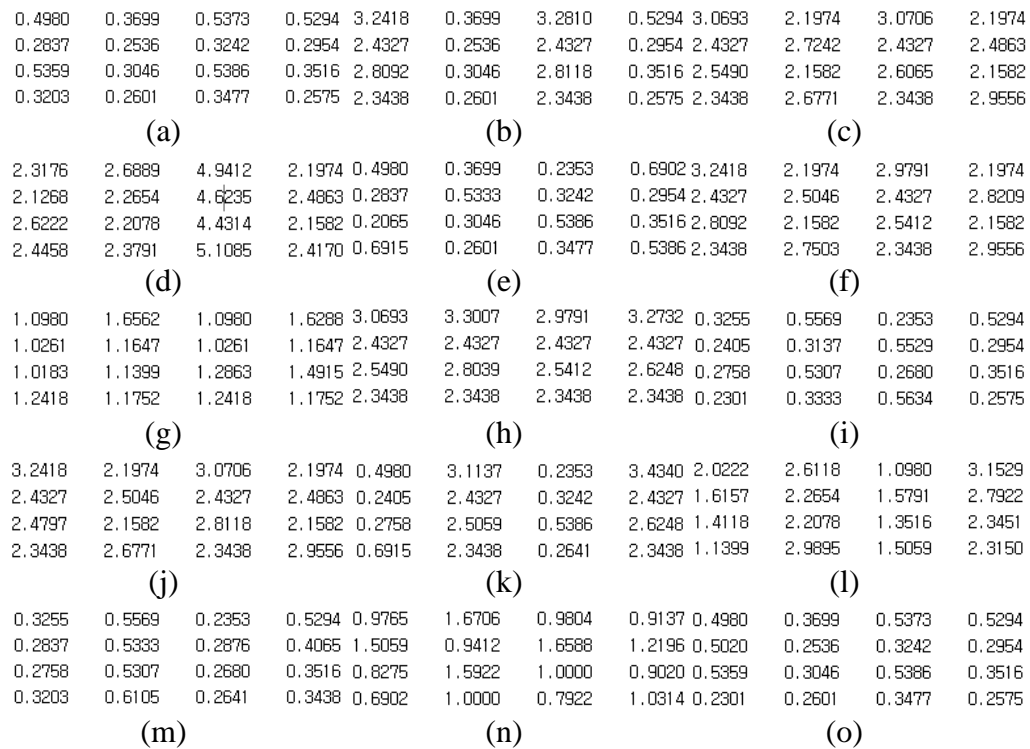 0.4980 0.3699 0.5373 0.5294 3.2418 0.3699 3.2810 0.5294 3.0693 2.1974 3.0706 2.1974
0.2837 0.2536 0.3242 0.2954 2.4327 0.2536 2.4327 0.2954 2.4327 2.7242 2.4327 2.4863
0.5359 0.3046 0.5386 0.3516 2.8092 0.3046 2.8118 0.3516 2.5490 2.1582 2.6065 2.1582
0.3203 0.2601 0.3477 0.2575 2.3438 0.2601 2.3438 0.2575 2.3438 2.6771 2.3438 2.9556
(a) (b) (c)
2.3176 2.6889 4.9412 2.1974 0.4980 0.3699 0.2353 0.6902 3.2418 2.1974 2.9791 2.1974
2.1268 2.2654 4.6235 2.4863 0.2837 0.5333 0.3242 0.2954 2.4327 2.5046 2.4327 2.8209
2.6222 2.2078 4.4314 2.1582 0.2065 0.3046 0.5386 0.3516 2.8092 2.1582 2.5412 2.1582
2.4458 2.3791 5.1085 2.4170 0.6915 0.2601 0.3477 0.5386 2.3438 2.7503 2.3438 2.9556
(d) (e) (f)
1.0980 1.6562 1.0980 1.6288 3.0693 3.3007 2.9791 3.2732 0.3255 0.5569 0.2353 0.5294
1.0261 1.1647 1.0261 1.1647 2.4327 2.4327 2.4327 2.4327 0.2405 0.3137 0.5529 0.2954
1.0183 1.1399 1.2863 1.4915 2.5490 2.8039 2.5412 2.6248 0.2758 0.5307 0.2680 0.3516
1.2418 1.1752 1.2418 1.1752 2.3438 2.3438 2.3438 2.3438 0.2301 0.3333 0.5634 0.2575
(g) (h) (i)
3.2418 2.1974 3.0706 2.1974 0.4980 3.1137 0.2353 3.4340 2.0222 2.6118 1.0980 3.1529
2.4327 2.5046 2.4327 2.4863 0.2405 2.4327 0.3242 2.4327 1.6157 2.2654 1.5791 2.7922
2.4797 2.1582 2.8118 2.1582 0.2758 2.5059 0.5386 2.6248 1.4118 2.2078 1.3516 2.3451
2.3438 2.6771 2.3438 2.9556 0.6915 2.3438 0.2641 2.3438 1.1399 2.9895 1.5059 2.3150
(j) (k) (l)
0.3255 0.5569 0.2353 0.5294 0.9765 1.6706 0.9804 0.9137 0.4980 0.3699 0.5373 0.5294
0.2837 0.5333 0.2876 0.4065 1.5059 0.9412 1.6588 1.2196 0.5020 0.2536 0.3242 0.2954
0.2758 0.5307 0.2680 0.3516 0.8275 1.5922 1.0000 0.9020 0.5359 0.3046 0.5386 0.3516
0.3203 0.6105 0.2641 0.3438 0.6902 1.0000 0.7922 1.0314 0.2301 0.2601 0.3477 0.2575
(m) (n) (o)